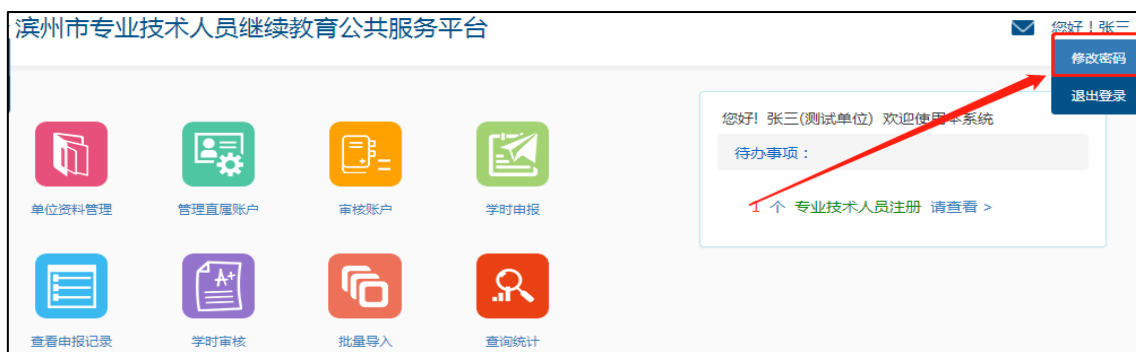 滨州市专业技术人员继续教育公共服务平台
您好！张三
修改密码
退出登录
您好! 张三(测试单位) 欢迎使用本系统
待办事项：
1 个 专业技术人员注册 请查看 >
单位资料管理
管理直属账户
审核账户
学时申报
A+
查看申报记录
学时审核
批量导入
查询统计